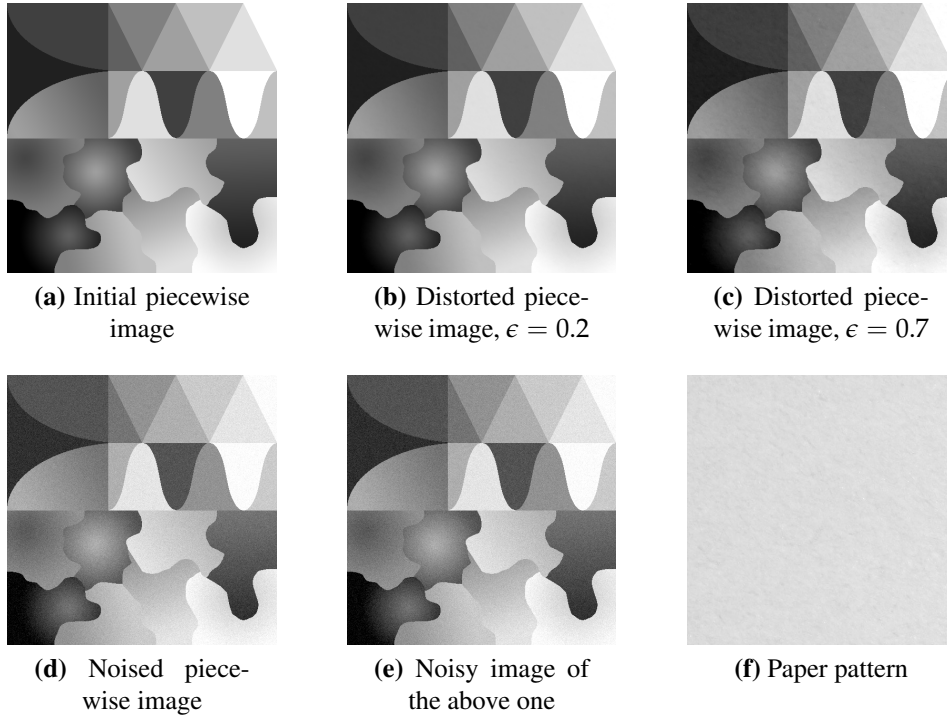 (a) Initial piecewise
image
(b) Distorted piece-
wise image, ϵ = 0.2
(c) Distorted piece-
wise image, ϵ = 0.7
(d) Noised piece-
wise image
(e) Noisy image of
the above one
(f) Paper pattern